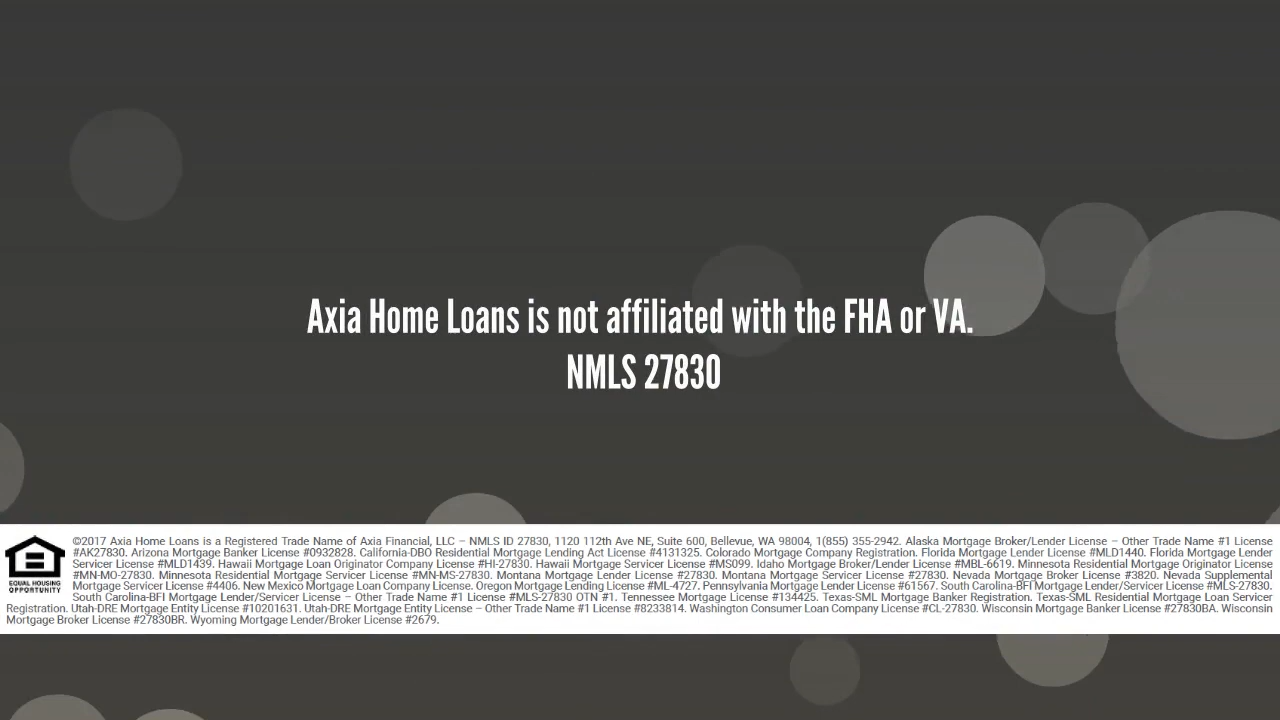 Axia Home Loans is not affiliated with the FHA or VA.
NMLS 27830
EQUAL HOUSING
OPPORTUNITY
©2017 Axia Home Loans is a Registered Trade Name of Axia Financial, LLC – NMLS ID 27830, 1120 112th Ave NE, Suite 600, Bellevue, WA 98004, 1(855) 355-2942. Alaska Mortgage Broker/Lender License – Other Trade Name #1 License
#AK27830. Arizona Mortgage Banker License #0932828. California-DBO Residential Mortgage Lending Act License #4131325. Colorado Mortgage Company Registration. Florida Mortgage Lender License #MLD1440. Florida Mortgage Lender
Servicer License #MLD1439. Hawaii Mortgage Loan Originator Company License #HI-27830. Hawaii Mortgage Servicer License #MS099. Idaho Mortgage Broker/Lender License #MBL-6619. Minnesota Residential Mortgage Originator License
#MN-MO-27830. Minnesota Residential Mortgage Servicer License #MN-MS-27830. Montana Mortgage Lender License #27830. Montana Mortgage Servicer License #27830. Nevada Mortgage Broker License #3820. Nevada Supplemental
Mortgage Servicer License #4406. New Mexico Mortgage Loan Company License. Oregon Mortgage Lending License #ML-4727. Pennsylvania Mortgage Lender License #61567. South Carolina-BFI Mortgage Lender/Servicer License #MLS-27830.
South Carolina-BFI Mortgage Lender/Servicer License – Other Trade Name #1 License #MLS-27830 OTN #1. Tennessee Mortgage License #134425. Texas-SML Mortgage Banker Registration. Texas-SML Residential Mortgage Loan Servicer
Registration. Utah-DRE Mortgage Entity License #10201631. Utah-DRE Mortgage Entity License – Other Trade Name #1 License #8233814. Washington Consumer Loan Company License #CL-27830. Wisconsin Mortgage Banker License #27830BA. Wisconsin
Mortgage Broker License #27830BR. Wyoming Mortgage Lender/Broker License #2679.